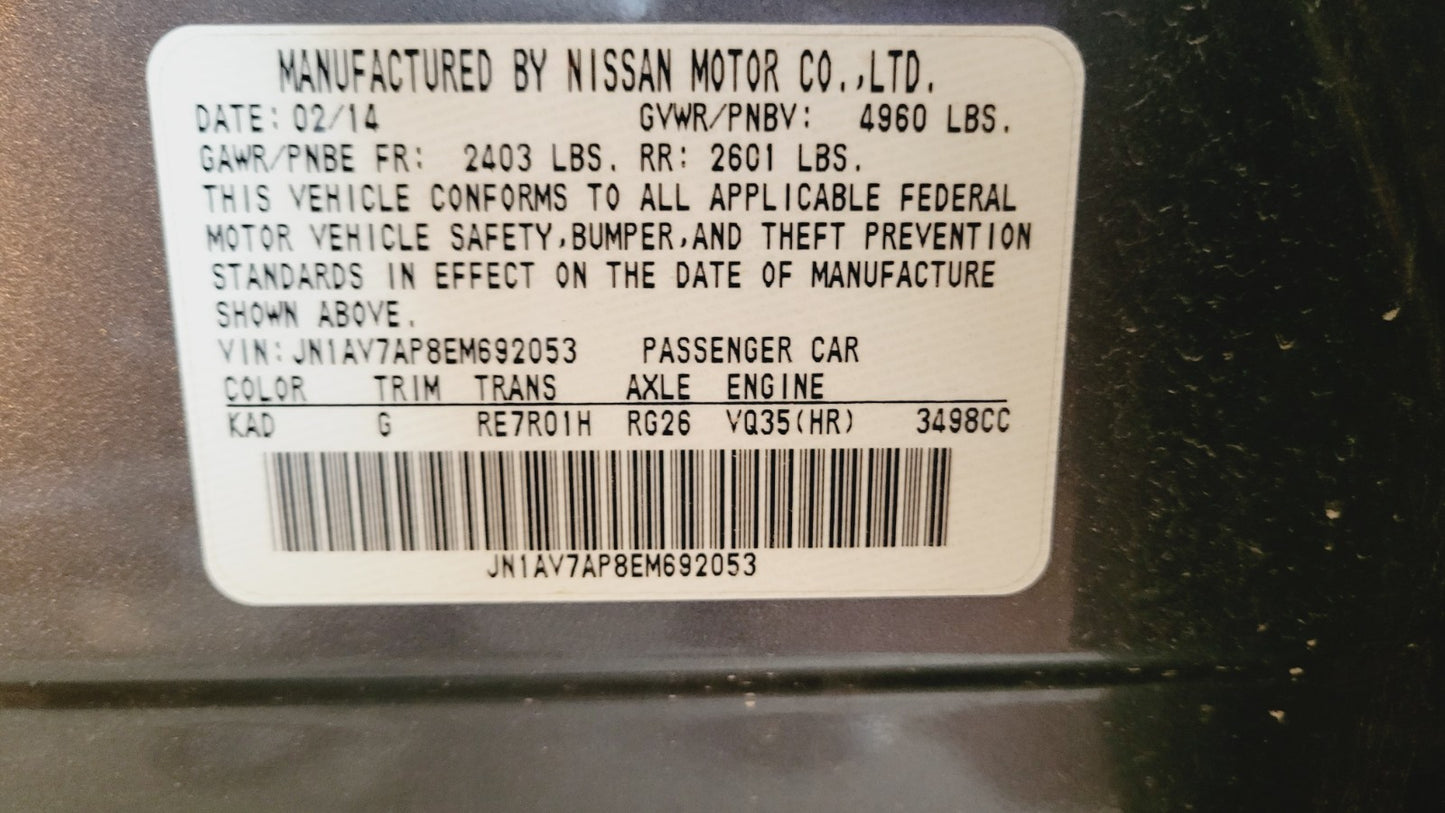 MANUFACTURED BY NISSAN MOTOR CO.,LTD.
DATE: 02/14 GVWR/PNBV: 4960 LBS.
GAWR/PNBE FR: 2403 LBS. RR: 2601 LBS.
THIS VEHICLE CONFORMS TO ALL APPLICABLE FEDERAL
MOTOR VEHICLE SAFETY,BUMPER,AND THEFT PREVENTION
STANDARDS IN EFFECT ON THE DATE OF MANUFACTURE
SHOWN ABOVE.
VIN:JN1AV7AP8EM692053 PASSENGER CAR
COLOR TRIM TRANS AXLE ENGINE
KAD G RE7R01H RG26 VQ35(HR) 3498CC
JN1AV7AP8EM692053